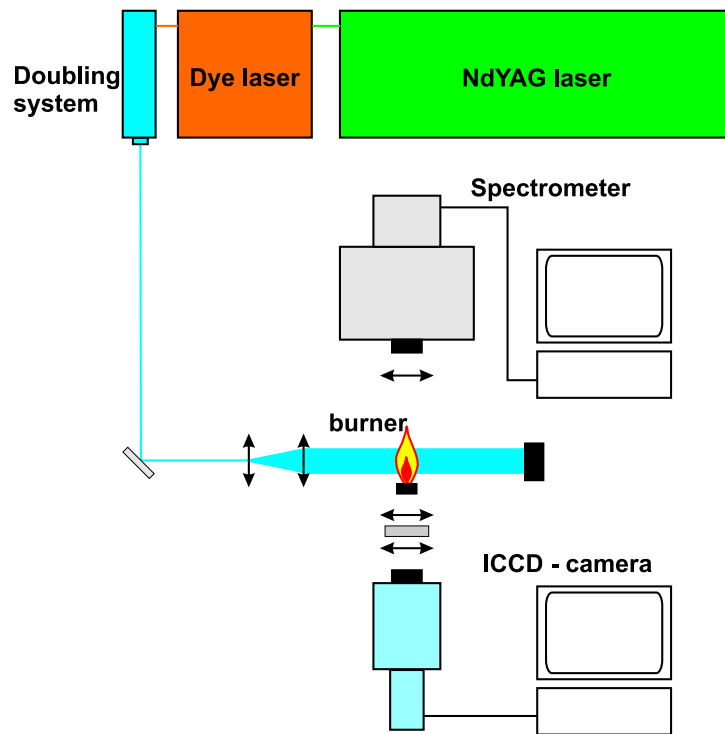 Doubling
system
Dye laser
NdYAG laser
Spectrometer
burner
ICCD - camera